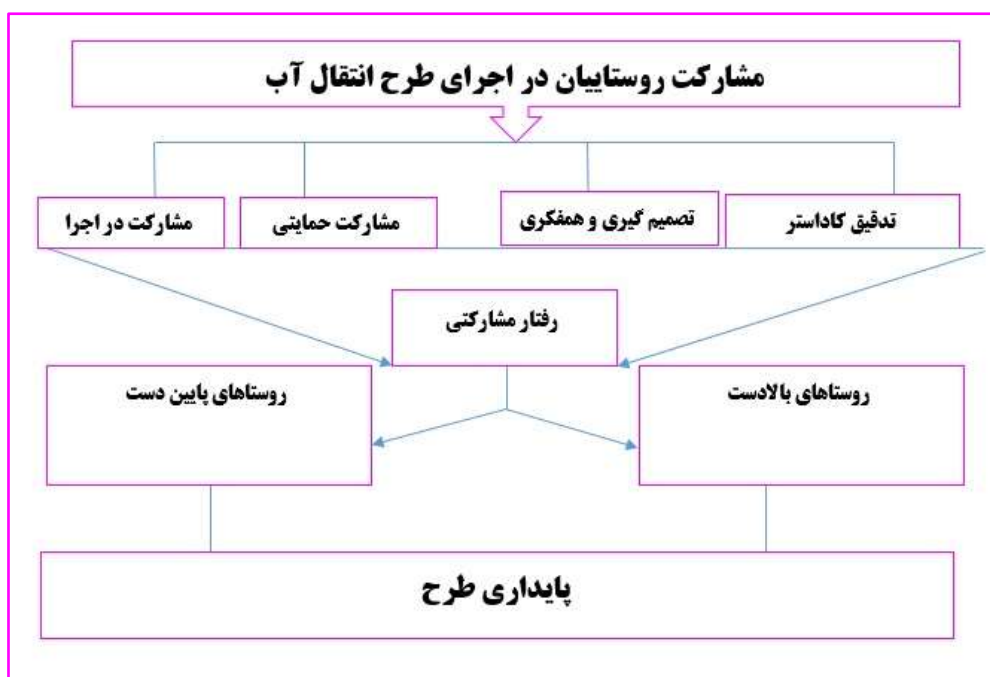 مشارکت روستاییان در اجرای طرح انتقال آب
تدقیق کاداستر
تصمیم گیری و همفکری
مشارکت حمایتی
مشارکت در اجرا
رفتار مشارکتی
روستاهای بالادست
روستاهای پایین دست
پایداری طرح